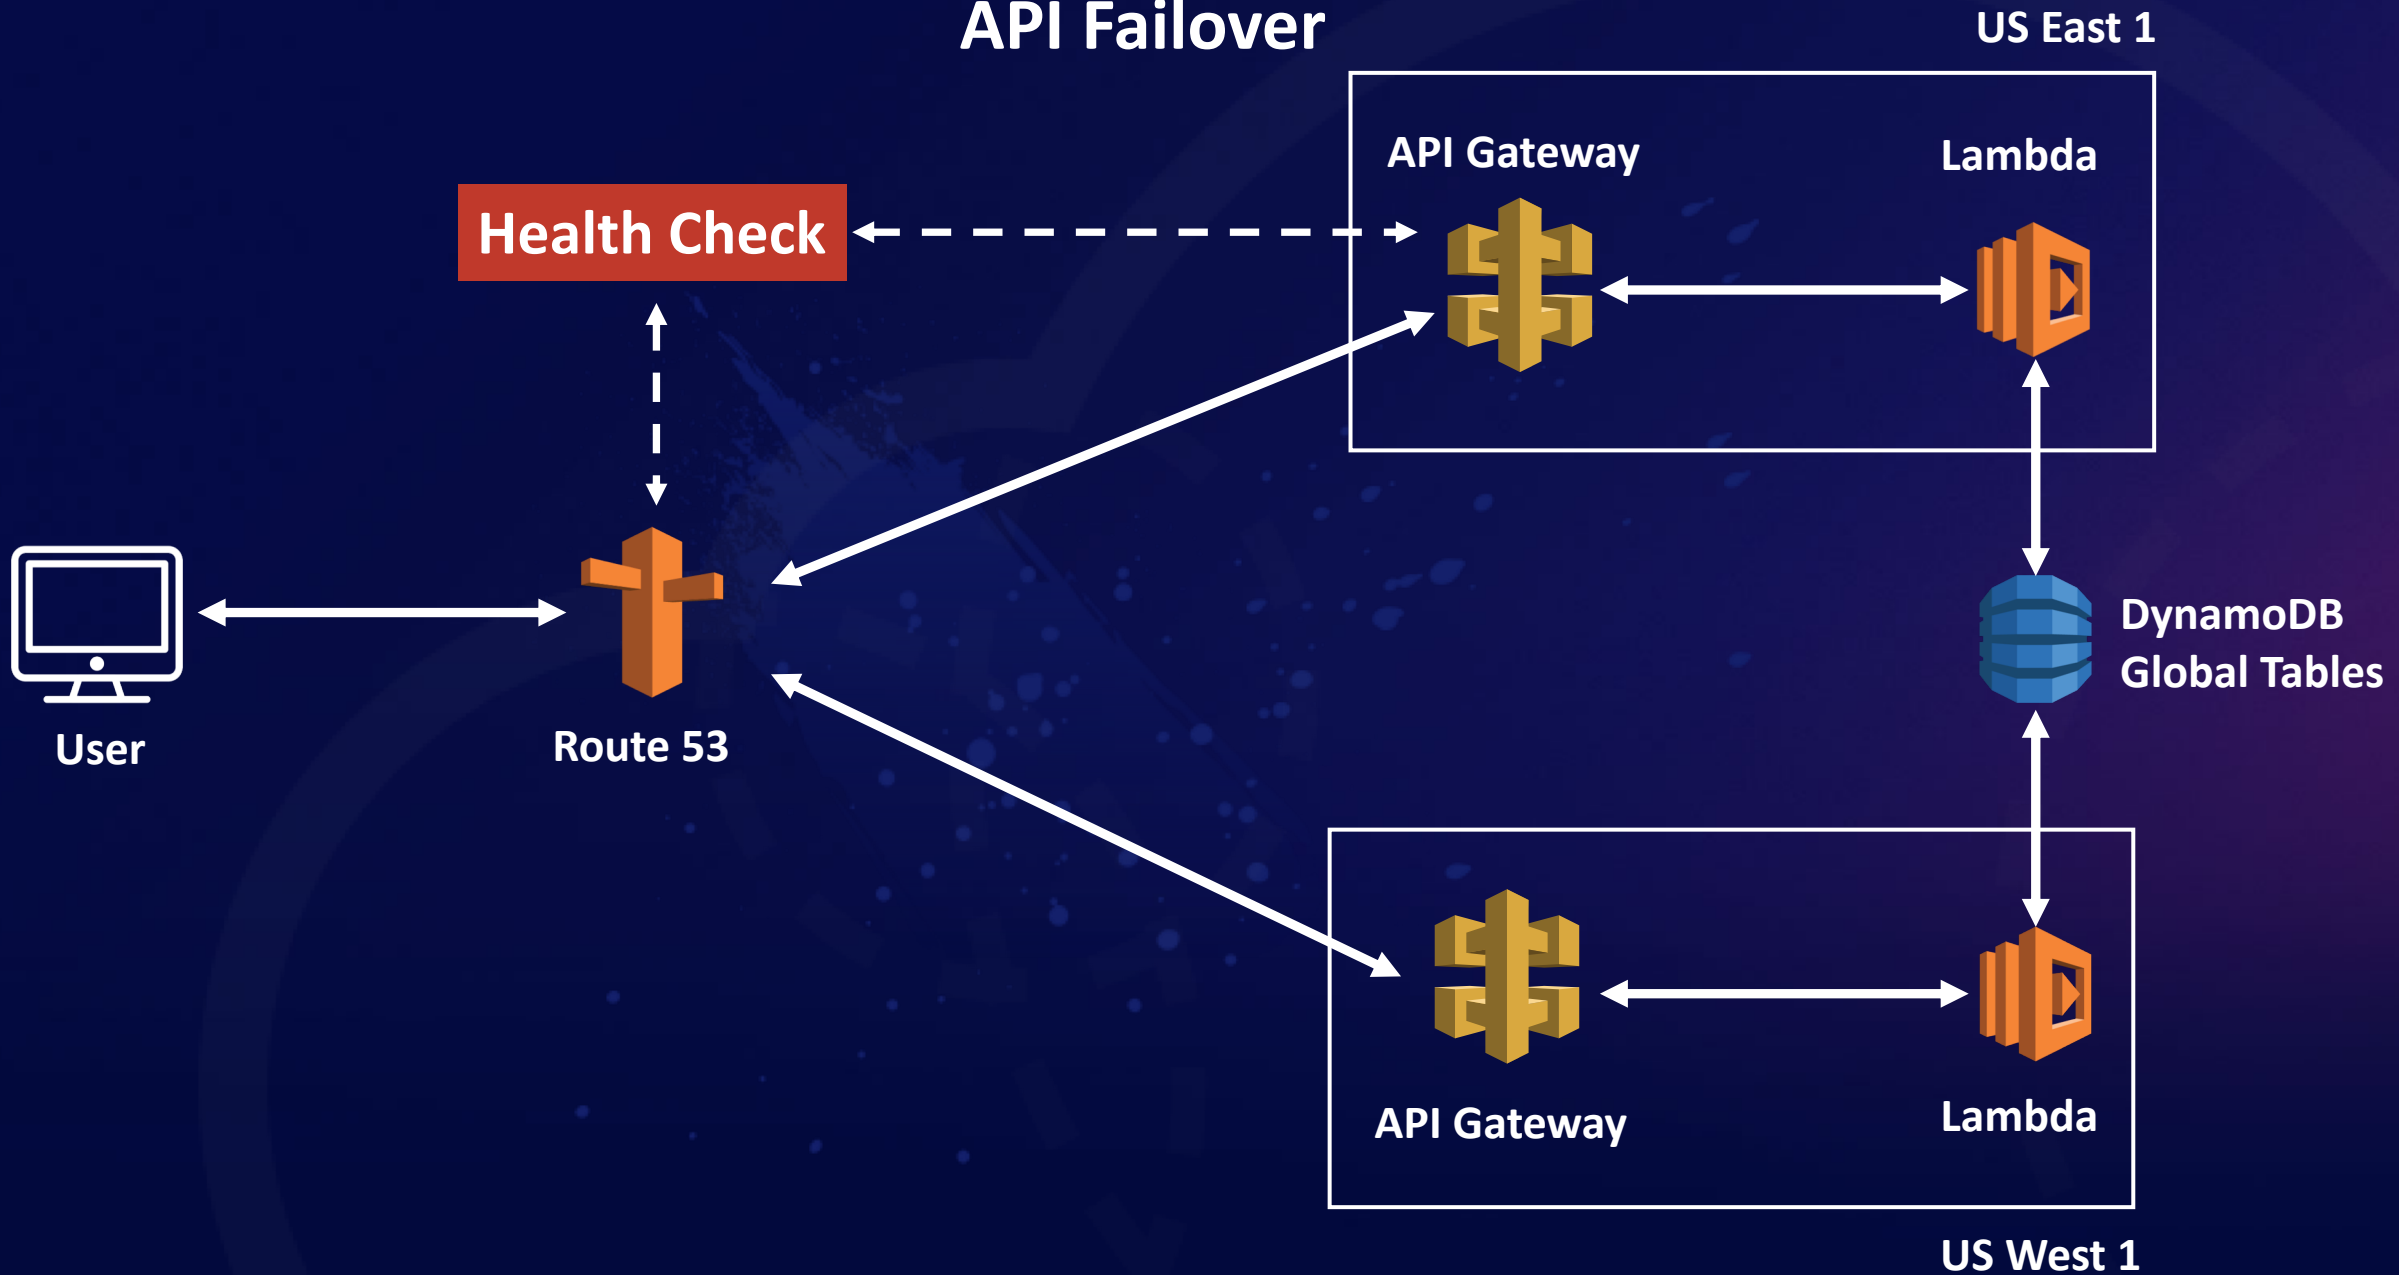 API Failover
US East 1
API Gateway
Lambda
Health Check
DynamoDB
Global Tables
User
Route 53
API Gateway
Lambda
US West 1